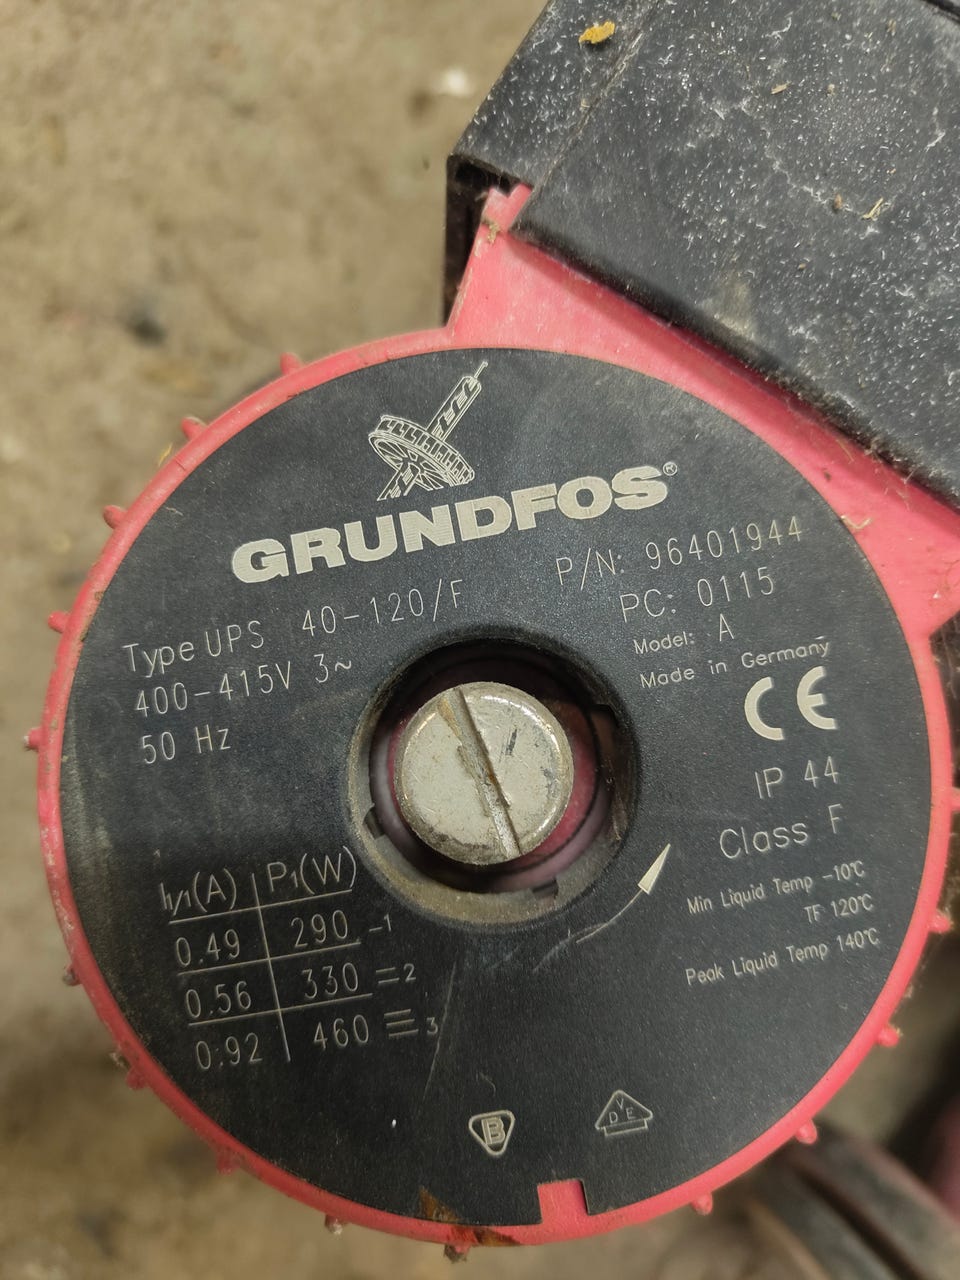 GRUNDFOS®
Type UPS 40-120/F
P/N: 96401944
400-415V 3~
PC: 0115
50 Hz
Model: A
Made in Germany
CE
IP 44
Class F
I1/1(A) P1(W)
0.49 290 -1
0.56 330 =2
0.92 460 ≡3
Min Liquid Temp -10℃
TF 120℃
Peak Liquid Temp 140℃
B
VDE